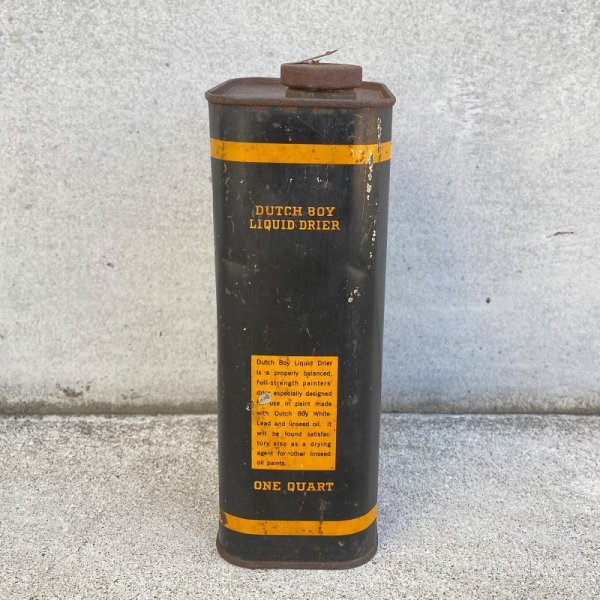 DUTCH BOY
LIQUID DRIER
Dutch Boy Liquid Drier
is a properly balanced,
full-strength painters'
drier especially designed
for use in paint made
with Dutch Boy White-
Lead and linseed oil. It
will be found satisfac-
tory also as a drying
agent for other linseed
oil paints.
ONE QUART